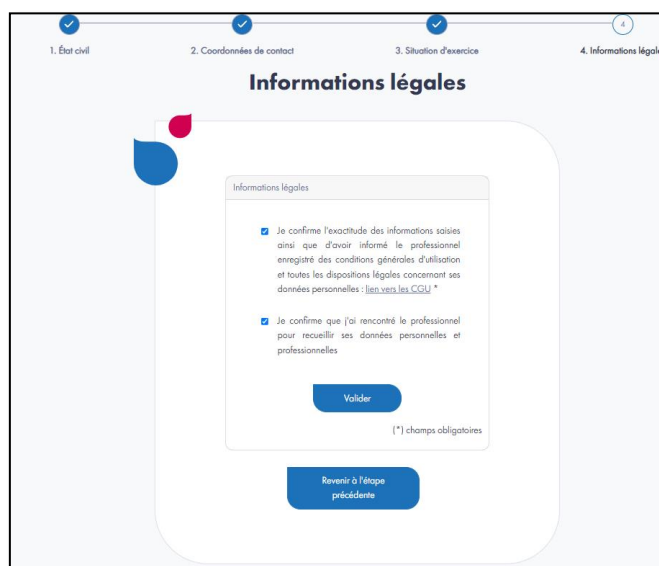 4
1. État civil
2. Coordonnées de contact
3. Situation d'exercice
4. Informations légale
Informations légales
Informations légales
Je confirme l'exactitude des informations saisies
ainsi que d'avoir informé le professionnel
enregistré des conditions générales d'utilisation
et toutes les dispositions légales concernant ses
données personnelles : lien vers les CGU *
Je confirme que j'ai rencontré le professionnel
pour recueillir ses données personnelles et
professionnelles
Valider
(*) champs obligatoires
Revenir à l'étape
précédente